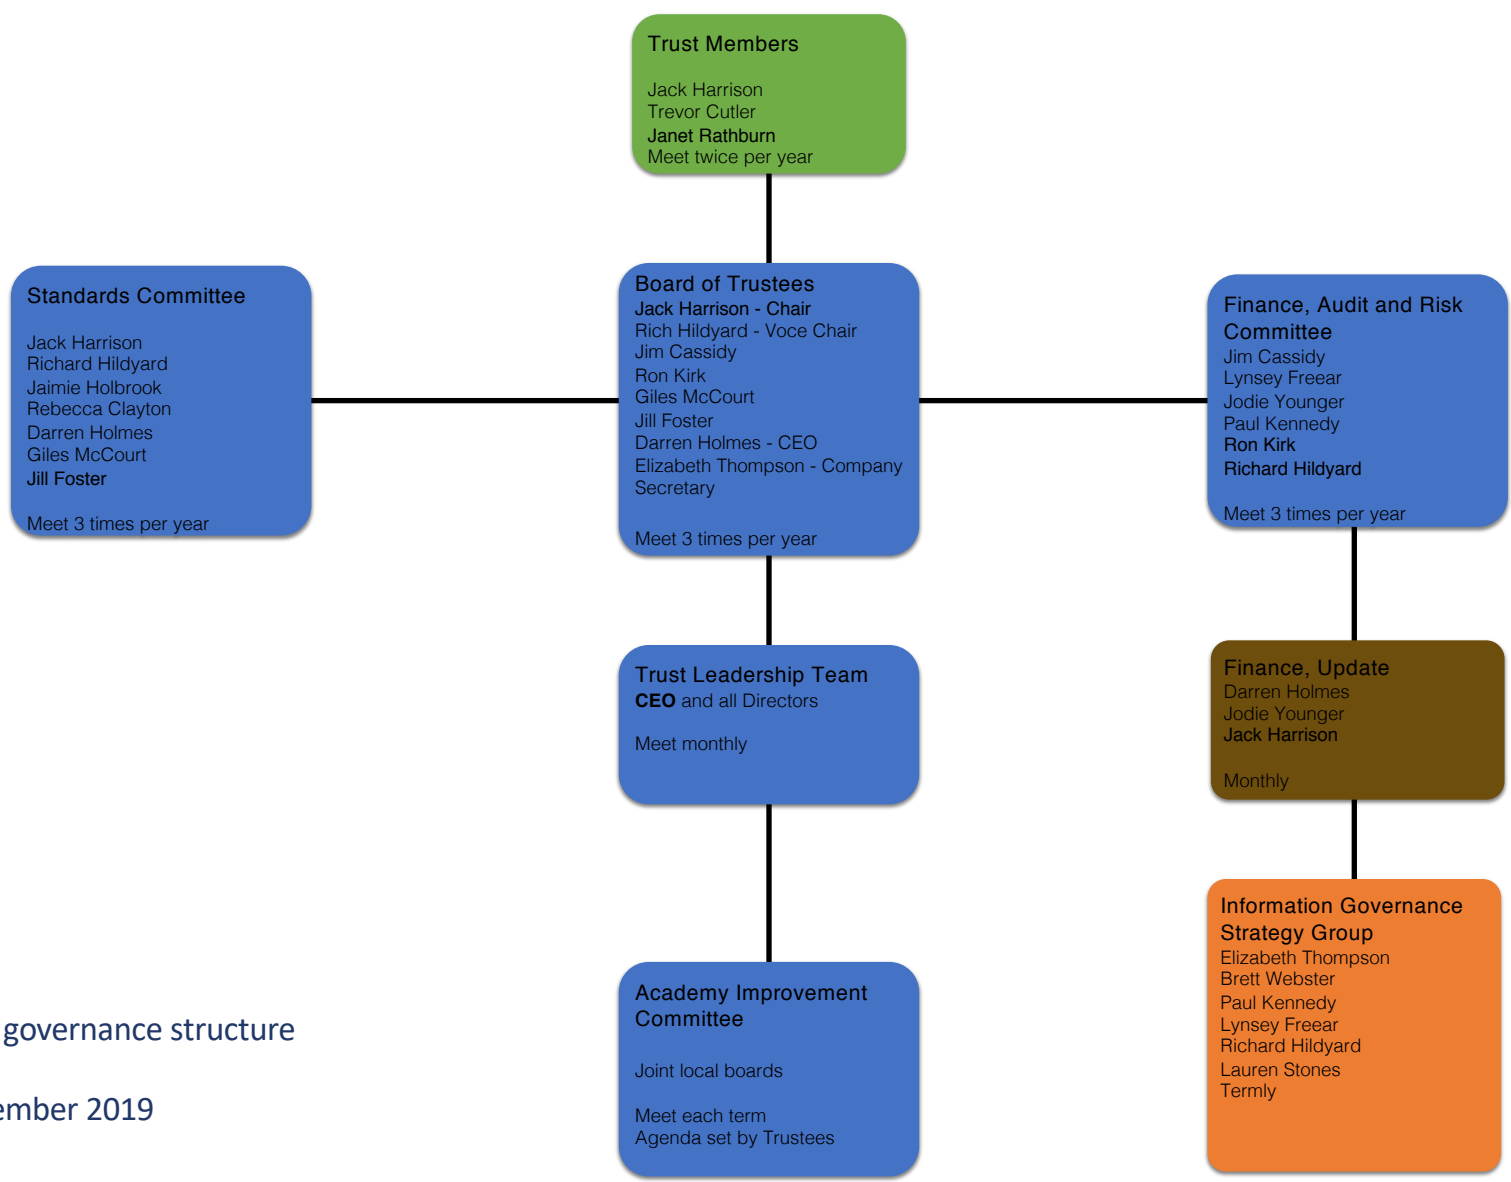 Trust Members
Jack Harrison
Trevor Cutler
Janet Rathburn
Meet twice per year
Standards Committee
Jack Harrison
Richard Hildyard
Jaimie Holbrook
Rebecca Clayton
Darren Holmes
Giles McCourt
Jill Foster
Meet 3 times per year
Board of Trustees
Jack Harrison - Chair
Rich Hildyard - Voce Chair
Jim Cassidy
Ron Kirk
Giles McCourt
Jill Foster
Darren Holmes - CEO
Elizabeth Thompson - Company
Secretary
Meet 3 times per year
Finance, Audit and Risk
Committee
Jim Cassidy
Lynsey Freear
Jodie Younger
Paul Kennedy
Ron Kirk
Richard Hildyard
Meet 3 times per year
Trust Leadership Team
CEO and all Directors
Meet monthly
Finance, Update
Darren Holmes
Jodie Younger
Jack Harrison
Monthly
Academy Improvement
Committee
Joint local boards
Meet each term
Agenda set by Trustees
Information Governance
Strategy Group
Elizabeth Thompson
Brett Webster
Paul Kennedy
Lynsey Freear
Richard Hildyard
Lauren Stones
Termly
governance structure
ember 2019